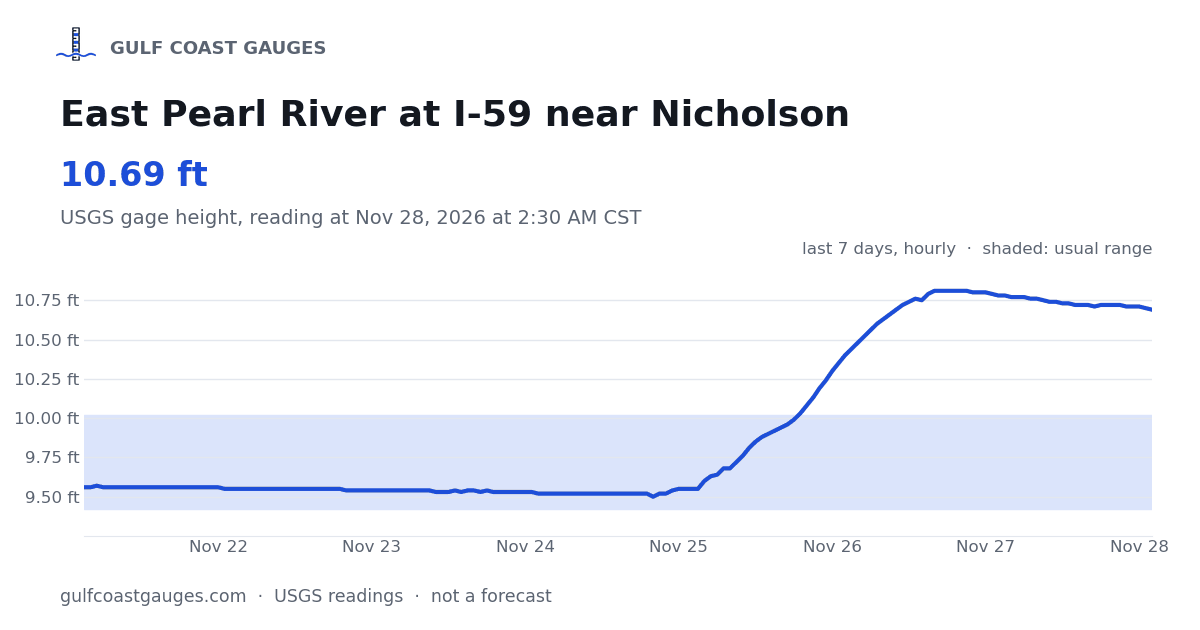 GULF COAST GAUGES
East Pearl River at I-59 near Nicholson
10.69 ft
USGS gage height, reading at Nov 28, 2026 at 2:30 AM CST
last 7 days, hourly · shaded: usual range
10.75 ft
10.50 ft
10.25 ft
10.00 ft
9.75 ft
9.50 ft
Nov 22 Nov 23 Nov 24 Nov 25 Nov 26 Nov 27 Nov 28
gulfcoastgauges.com · USGS readings · not a forecast